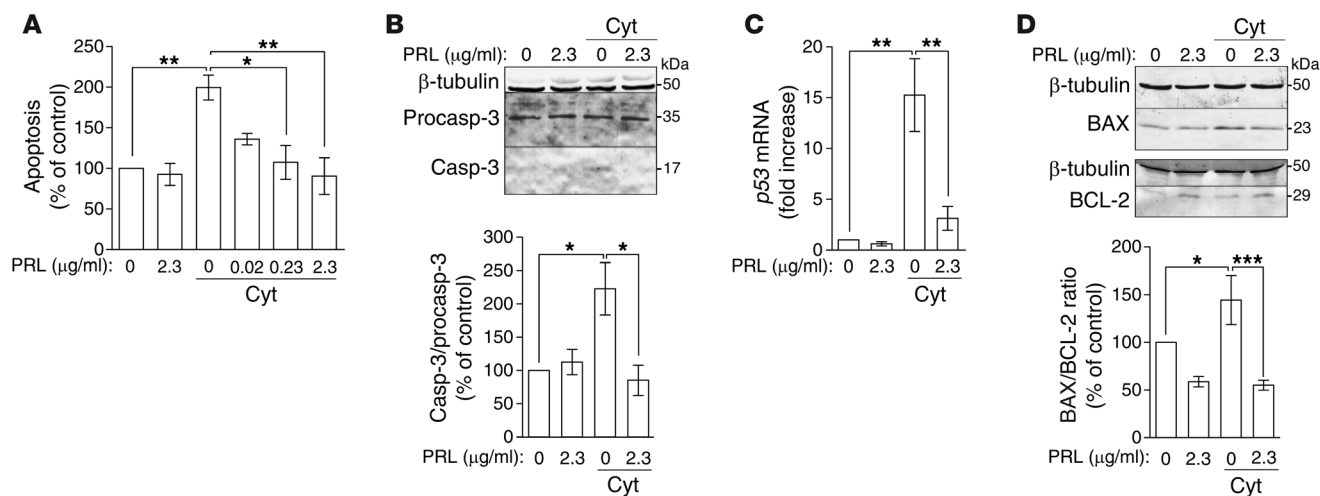 A
Apoptosis
(% of control)
250
200
150
100
50
0
**
*
**
PRL (μg/ml):
0 2.3 0 0.02 0.23 2.3
Cyt
B
Cyt
PRL (μg/ml): 0 2.3 0 2.3
kDa
β-tubulin 50
Procasp-3 35
Casp-3 17
Casp-3/procasp-3
(% of control)
300
250
200
150
100
50
0
* *
PRL (μg/ml): 0 2.3 0 2.3
Cyt
C
p53 mRNA
(fold increase)
20
15
10
5
0
** **
PRL (μg/ml): 0 2.3 0 2.3
Cyt
D
Cyt
PRL (μg/ml): 0 2.3 0 2.3
kDa
β-tubulin 50
BAX 23
β-tubulin 50
BCL-2 29
BAX/BCL-2 ratio
(% of control)
200
150
100
50
0
* ***
PRL (μg/ml): 0 2.3 0 2.3
Cyt